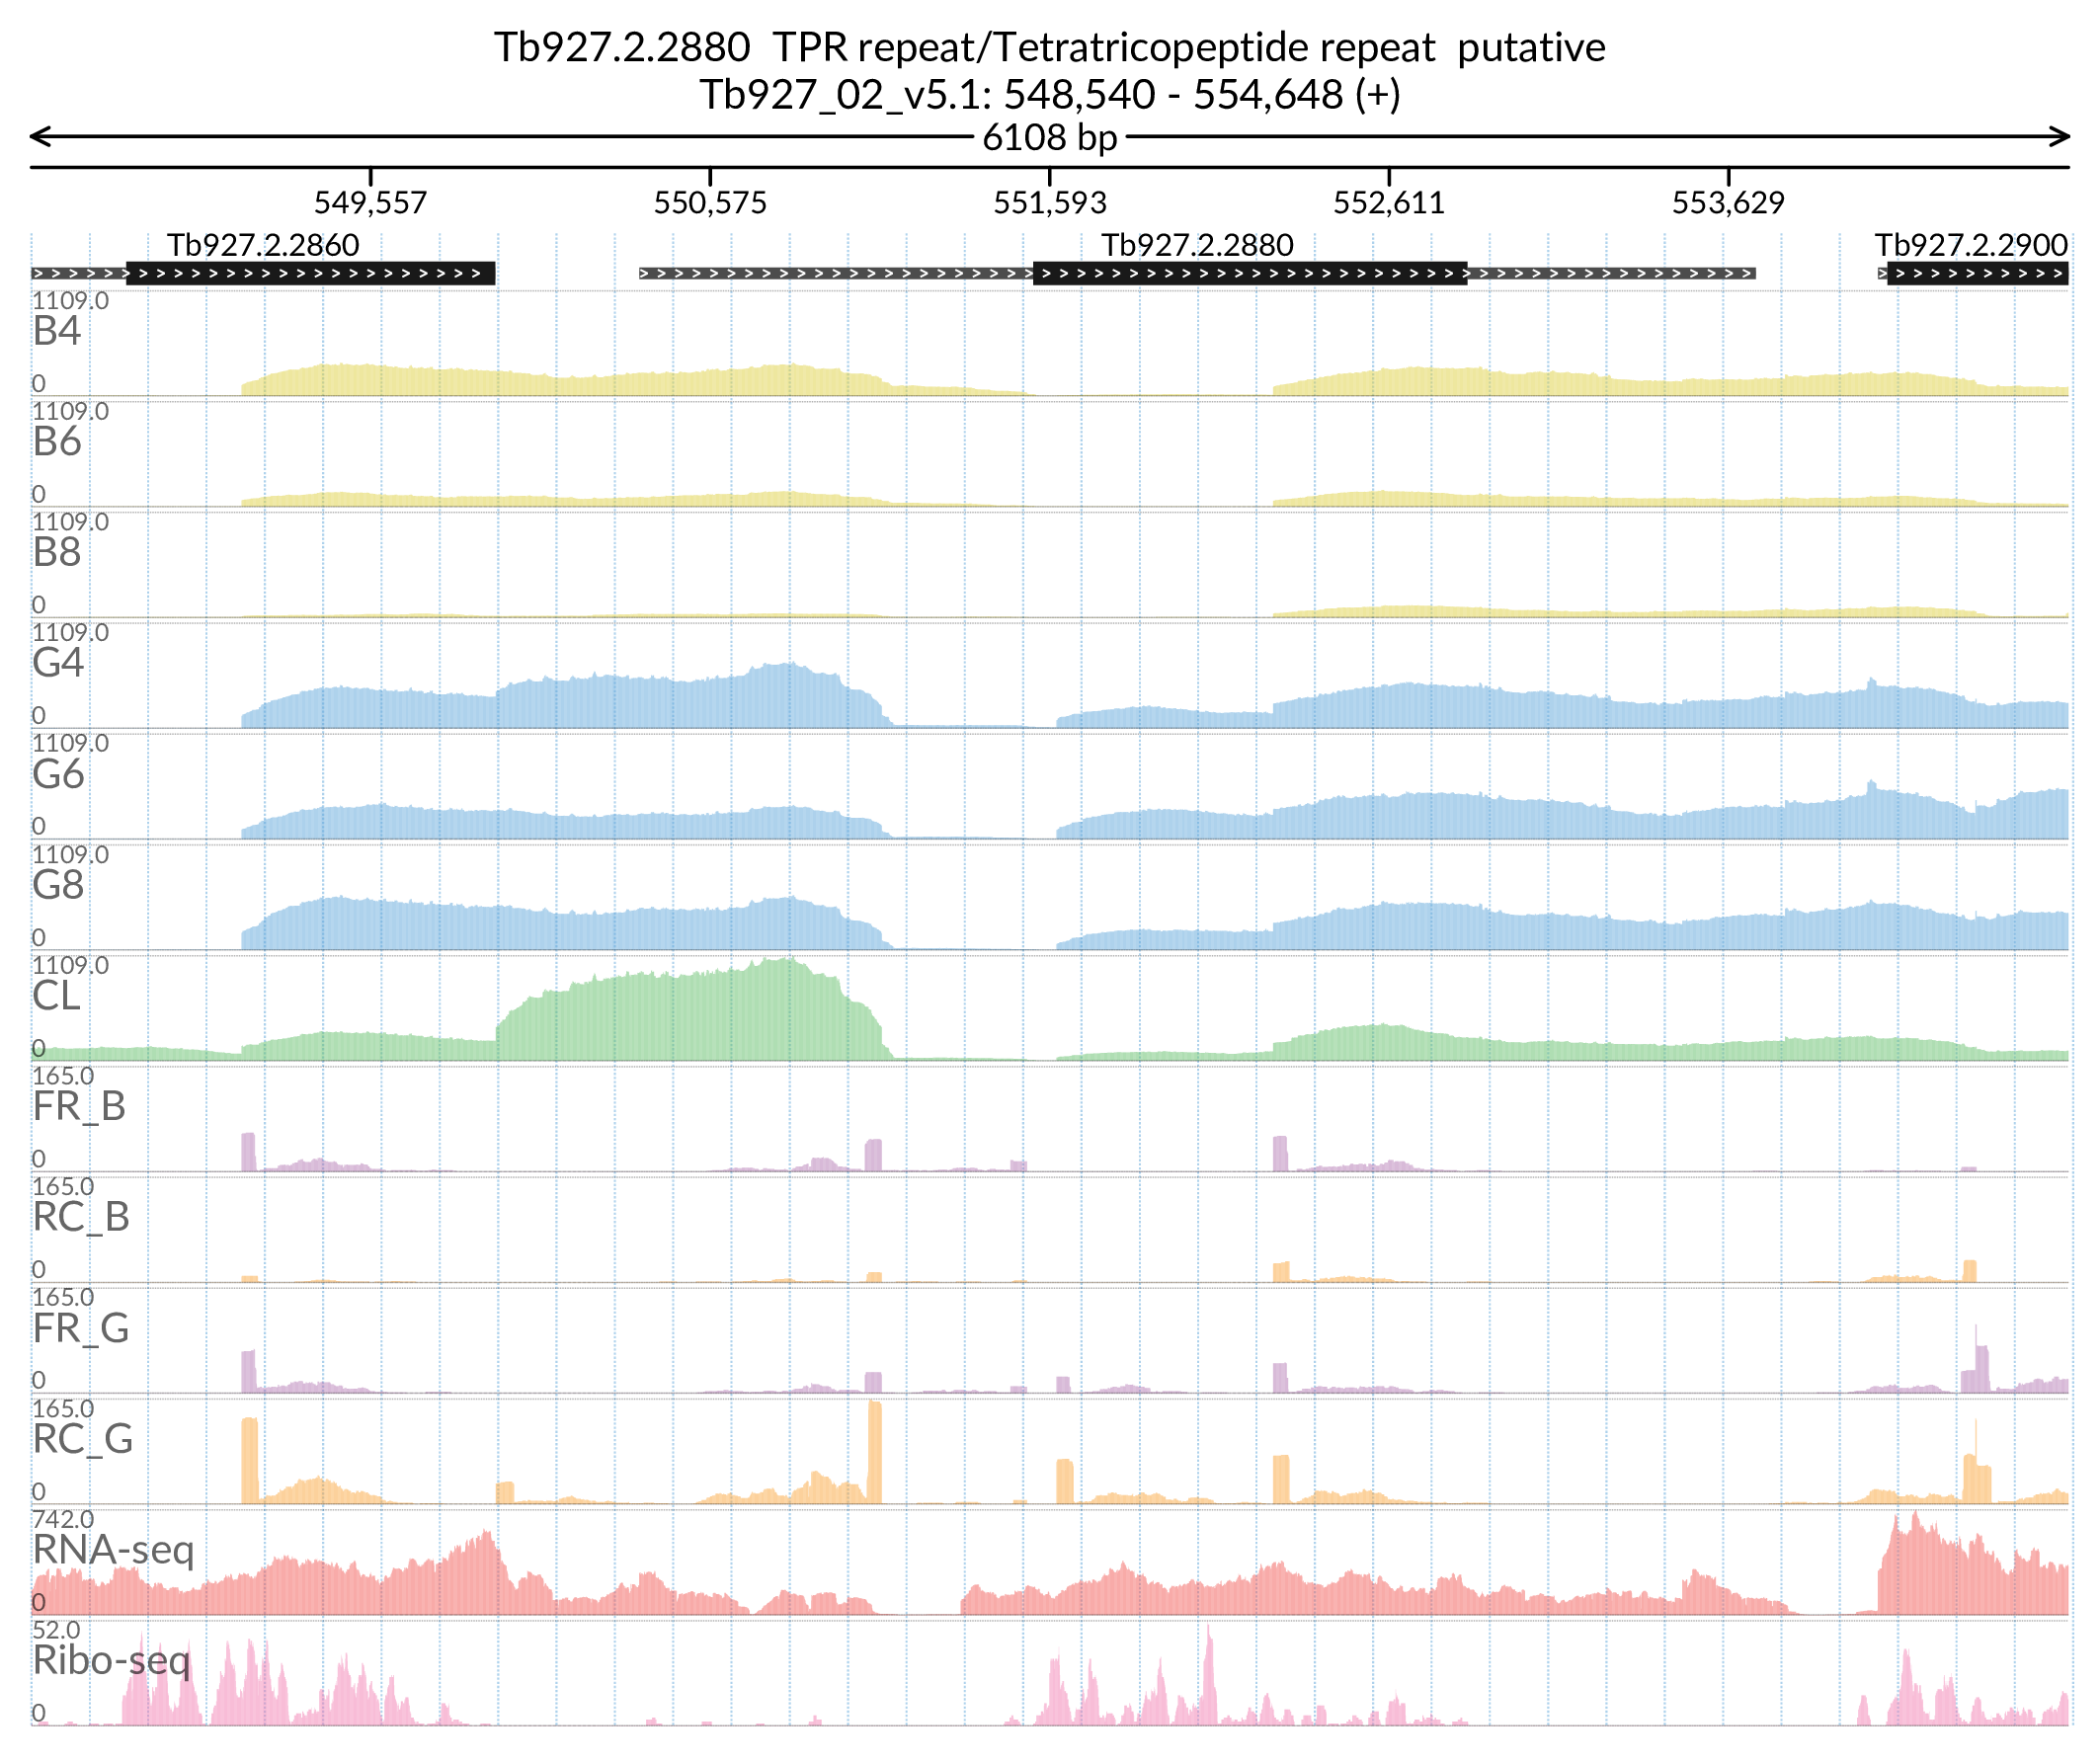 Tb927.2.2880 TPR repeat/Tetratricopeptide repeat putative
Tb927_02_v5.1: 548,540 - 554,648 (+)
6108 bp
549,557 550,575 551,593 552,611 553,629
Tb927.2.2860 Tb927.2.2880 Tb927.2.2900
1109.0
B4
0
1109.0
B6
0
1109.0
B8
0
1109.0
G4
0
1109.0
G6
0
1109.0
G8
0
1109.0
CL
0
165.0
FR_B
0
165.0
RC_B
0
165.0
FR_G
0
165.0
RC_G
0
742.0
RNA-seq
0
52.0
Ribo-seq
0